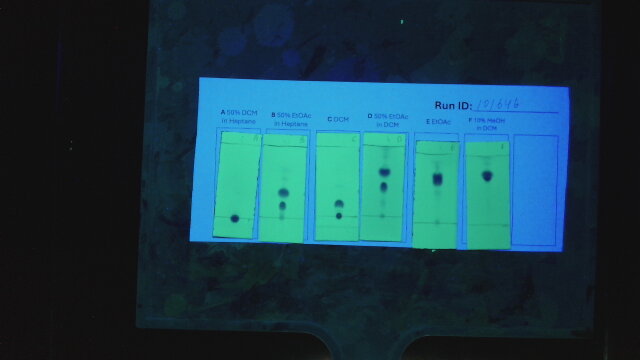 Run ID: 101646
A 50% DCM
in Heptane
B 50% EtOAc
in Heptane
C DCM
D 50% EtOAc
in DCM
E EtOAc
F 10% MeOH
in DCM
A
B
C
D
E